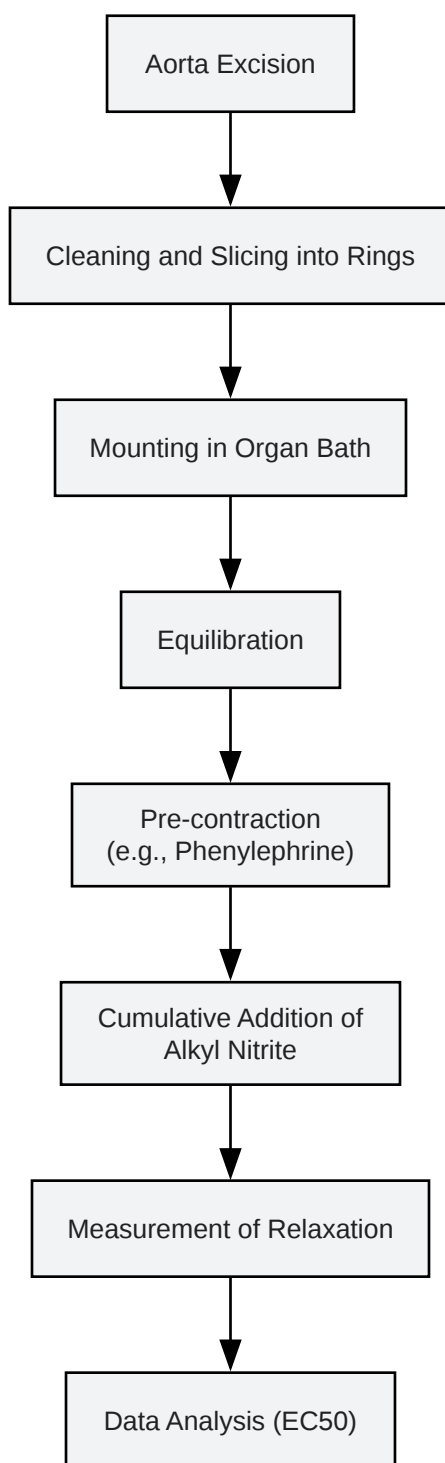 Aorta Excision
Cleaning and Slicing into Rings
Mounting in Organ Bath
Equilibration
Pre-contraction
(e.g., Phenylephrine)
Cumulative Addition of
Alkyl Nitrite
Measurement of Relaxation
Data Analysis (EC50)